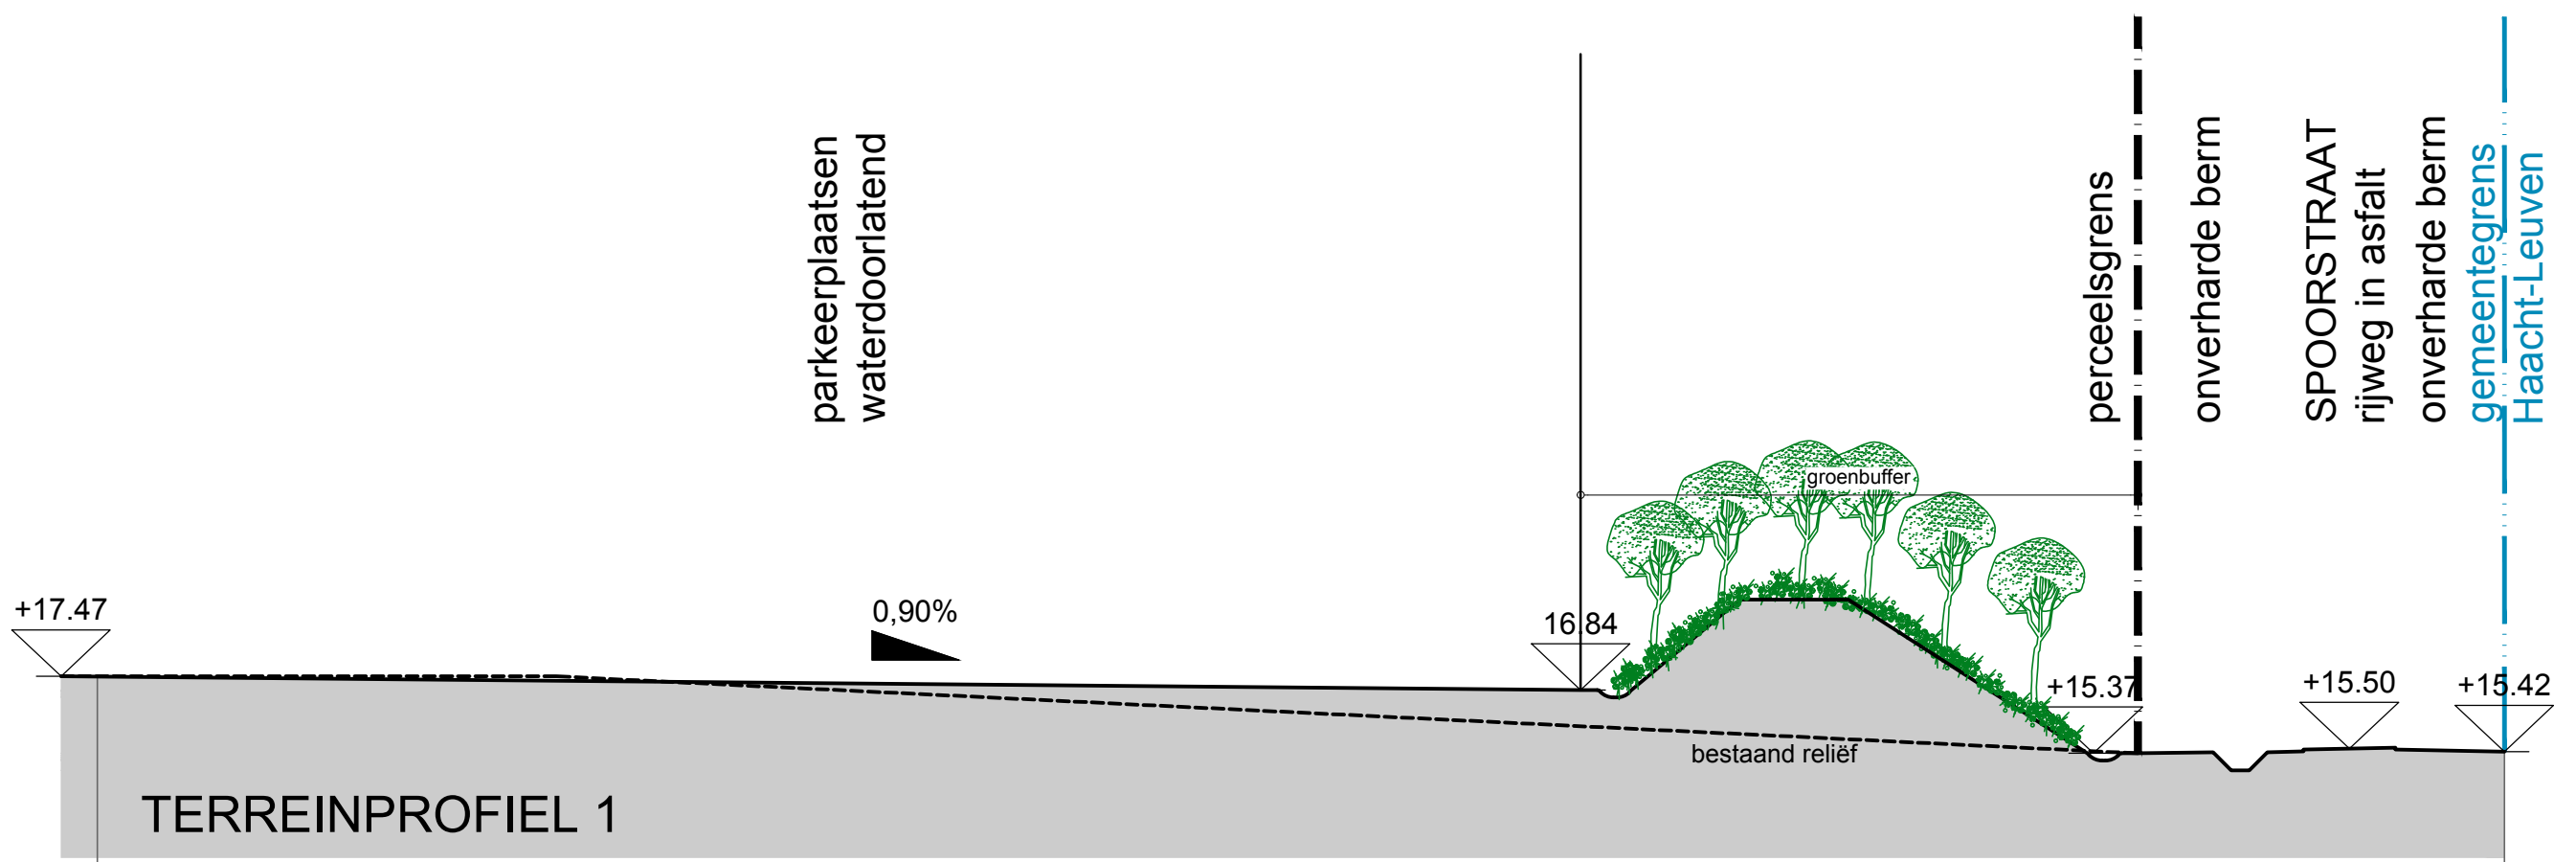 parkeerplaatsen
waterdoorlatend
perceelsgrens
onverharde berm
SPOORSTRAAT
rijweg in asfalt
onverharde berm
gemeentegrens
Haacht-Leuven
groenbuffer
+17.47
0,90%
16.84
+15.37
+15.50
+15.42
bestaand reliëf
TERREINPROFIEL 1